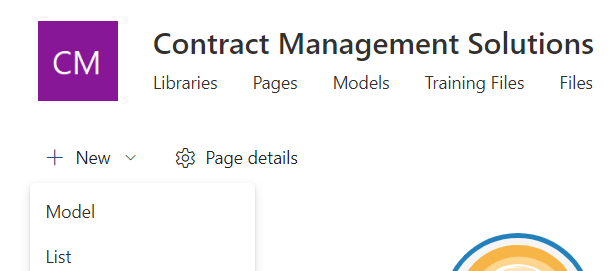 CM
Contract Management Solutions
Libraries Pages Models Training Files Files
New Page details
Model
List